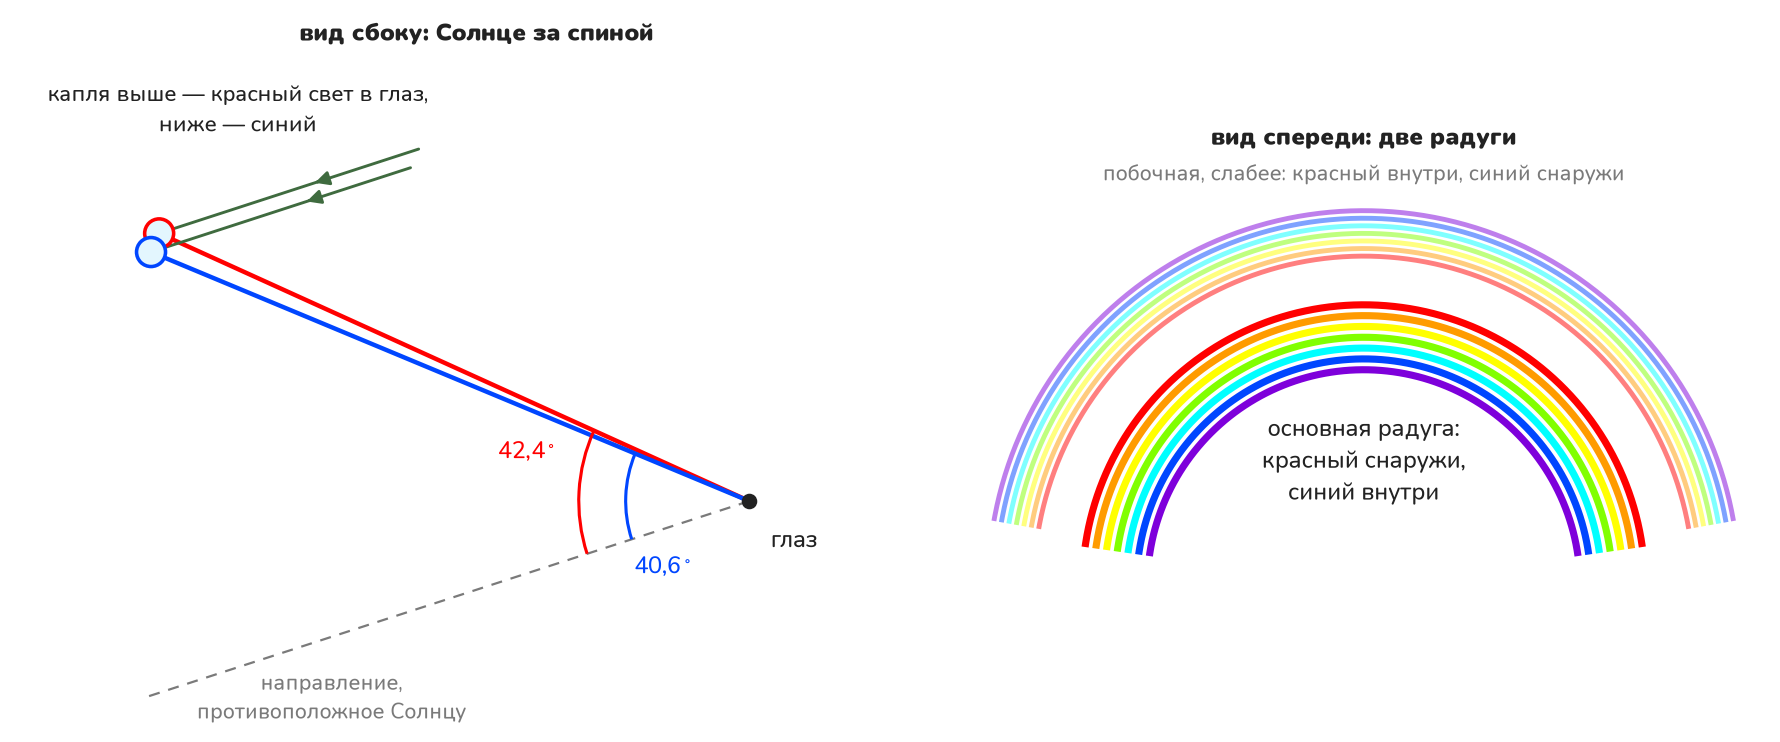 вид сбоку: Солнце за спиной
капля выше — красный свет в глаз,
ниже — синий
42,4°
40,6°
глаз
направление,
противоположное Солнцу
вид спереди: две радуги
побочная, слабее: красный внутри, синий снаружи
основная радуга:
красный снаружи,
синий внутри